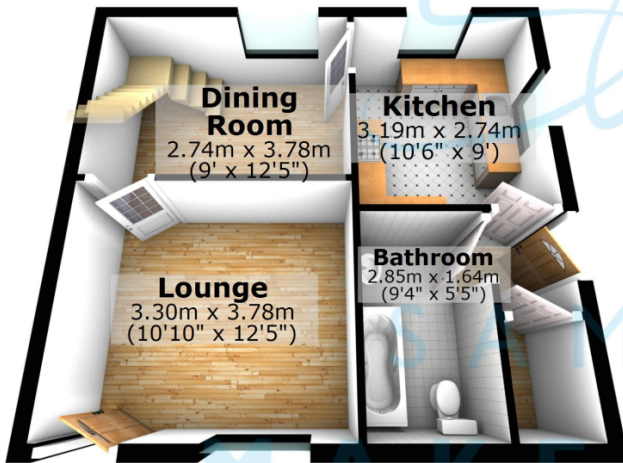 Dining
Room
2.74m x 3.78m
(9' x 12'5")
Kitchen
3.19m x 2.74m
(10'6" x 9')
Lounge
3.30m x 3.78m
(10'10" x 12'5")
Bathroom
2.85m x 1.64m
(9'4" x 5'5")
S A M
M A K E